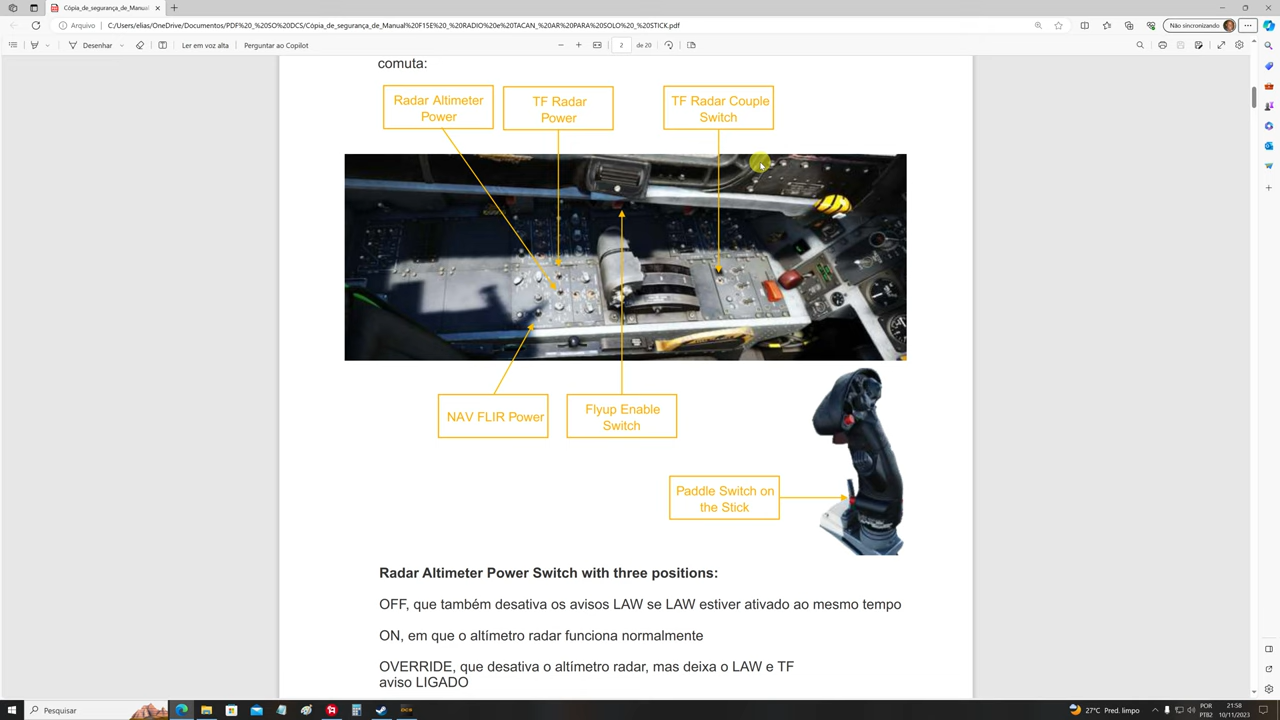 Cópia_de_segurança_de_Manual
Arquivo
C:/Users/elias/OneDrive/Documentos/PDF%20_%20SO%20DCS/Cópia_de_segurança_de_Manual%20F15E%20_%20RADIO%20e%20TACAN_%20AR%20PARA%20SOLO%20_%20STICK.pdf
Não sincronizando
Desenhar
Ler em voz alta
Perguntar ao Copilot
2
de 20
comuta:
Radar Altimeter
Power
TF Radar
Power
TF Radar Couple
Switch
NAV FLIR Power
Flyup Enable
Switch
Paddle Switch on
the Stick
Radar Altimeter Power Switch with three positions:
OFF, que também desativa os avisos LAW se LAW estiver ativado ao mesmo tempo
ON, em que o altímetro radar funciona normalmente
OVERRIDE, que desativa o altímetro radar, mas deixa o LAW e TF
aviso LIGADO
Pesquisar
27°C Pred. limpo
POR
PTB2
21:58
10/11/2023